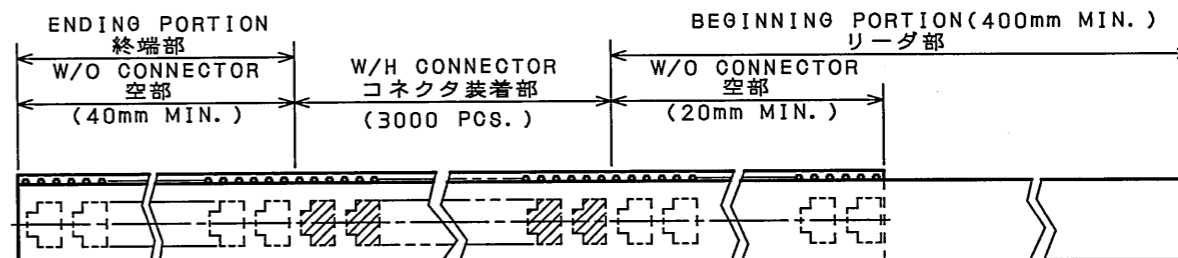 ENDING PORTION
終端部
W/O CONNECTOR
空部
(40mm MIN.)
W/H CONNECTOR
コネクタ装着部
(3000 PCS.)
BEGINNING PORTION(400mm MIN.)
リーダ部
W/O CONNECTOR
空部
(20mm MIN.)